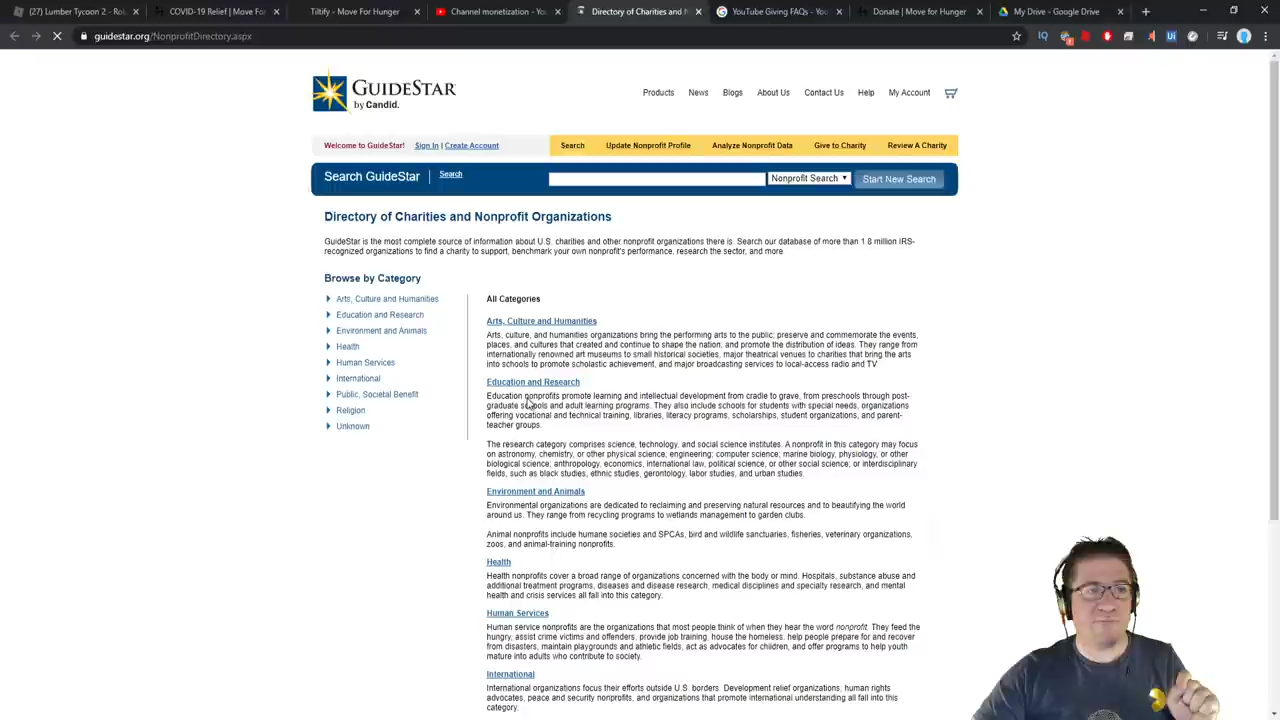 (21) Lumber Tycoon 2 - You
COVID-19 Relief | Move For
Tiltify - Move For Hunger
Channel monetization - You
Directory of Charities and N
YouTube Giving FAQs - You
Projects | Move for Hunger
My Drive - Google Drive
guidestar.org/NonprofitDirectory.aspx
GUIDESTAR
by Candid.
Products News Blogs About Us Contact Us Help My Account
Welcome to GuideStar! Sign In | Create Account Search Update Nonprofit Profile Analyze Nonprofit Data Give to Charity Review A Charity
Search GuideStar Search Nonprofit Search Start New Search
Directory of Charities and Nonprofit Organizations
GuideStar is the most complete source of information about U.S. charities and other nonprofit organizations there is. Search our database of more than 1.8 million IRS-
recognized organizations to find a charity to support, benchmark your own nonprofit's performance, research the sector, and more.
Browse by Category
Arts, Culture and Humanities
Education and Research
Environment and Animals
Health
Human Services
International
Public, Societal Benefit
Religion
Unknown
All Categories
Arts, Culture and Humanities
Arts, culture, and humanities organizations bring the performing arts to the public; preserve and commemorate the events,
places, and cultures that created and continue to shape the nation; and promote the distribution of ideas. They range from
internationally renowned art museums to small historical societies, major theatrical venues to charities that bring the arts
into schools to promote scholastic achievement, and major broadcasting services to local-access radio and TV.
Education and Research
Education nonprofits promote learning and intellectual development from cradle to grave, from preschools through post-
graduate schools and adult learning programs. They also include schools for students with special needs, organizations
offering vocational and technical training, libraries, literacy programs, scholarships, student organizations, and parent-
teacher groups.
The research category comprises science, technology, and social science institutes. A nonprofit in this category may focus
on astronomy, chemistry, or other physical science; engineering; computer science; marine biology, physiology, or other
biological science; anthropology, economics, international law, political science, or other social science; or interdisciplinary
fields, such as black studies, ethnic studies, gerontology, labor studies, and urban studies.
Environment and Animals
Environmental organizations are dedicated to reclaiming and preserving natural resources and to beautifying the world
around us. They range from recycling programs to wetlands management to garden clubs.
Animal nonprofits include humane societies and SPCAs, bird and wildlife sanctuaries, fisheries, veterinary organizations,
zoos, and animal-training nonprofits.
Health
Health nonprofits cover a broad range of organizations concerned with the body or mind. Hospitals, substance abuse and
additional treatment programs, diseases and disease research, medical disciplines and specialty research, and mental
health and crisis services all fall into this category.
Human Services
Human service nonprofits are the organizations that most people think of when they hear the word nonprofit. They feed the
hungry, assist crime victims and offenders, provide job training, house the homeless, help people prepare for and recover
from disasters, maintain playgrounds and athletic fields, act as advocates for children, and offer programs to help youth
mature into adults who contribute to society.
International
International organizations focus their efforts outside U.S. borders. Development relief organizations, human rights
advocates, peace and security nonprofits, and organizations that promote international understanding all fall into this
category.